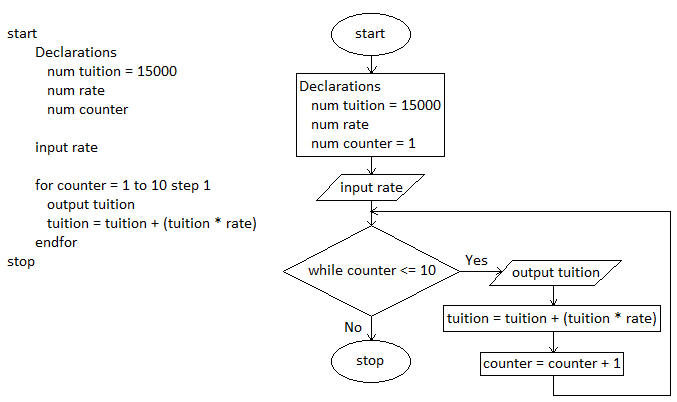 start
Declarations
num tuition = 15000
num rate
num counter
input rate
for counter = 1 to 10 step 1
output tuition
tuition = tuition + (tuition * rate)
endfor
stop
start
Declarations
num tuition = 15000
num rate
num counter = 1
input rate
while counter <= 10
Yes
output tuition
tuition = tuition + (tuition * rate)
counter = counter + 1
No
stop